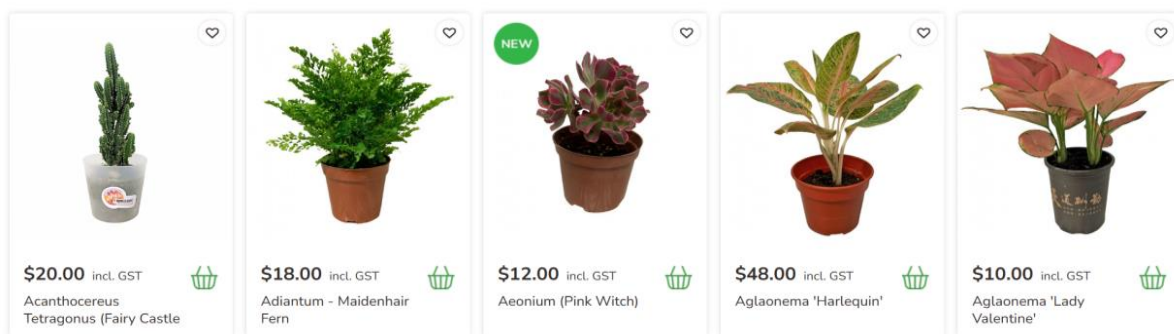 $20.00 incl. GST
Acanthocereus
Tetragonus (Fairy Castle
$18.00 incl. GST
Adiantum - Maidenhair
Fern
NEW
$12.00 incl. GST
Aeonium (Pink Witch)
$48.00 incl. GST
Aglaonema 'Harlequin'
$10.00 incl. GST
Aglaonema 'Lady
Valentine'